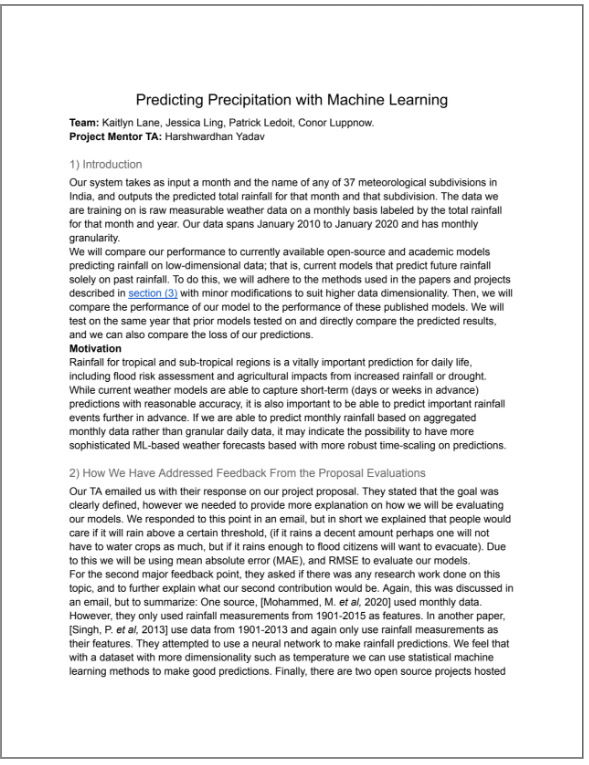 Predicting Precipitation with Machine Learning
Team: Kaitlyn Lane, Jessica Ling, Patrick Ledoit, Conor Luppnow.
Project Mentor TA: Harshwardhan Yadav
1) Introduction
Our system takes as input a month and the name of any of 37 meteorological subdivisions in
India, and outputs the predicted total rainfall for that month and that subdivision. The data we
are training on is raw measurable weather data on a monthly basis labeled by the total rainfall
for that month and year. Our data spans January 2010 to January 2020 and has monthly
granularity.
We will compare our performance to currently available open-source and academic models
predicting rainfall on low-dimensional data; that is, current models that predict future rainfall
solely on past rainfall. To do this, we will adhere to the methods used in the papers and projects
described in section (3) with minor modifications to suit higher data dimensionality. Then, we will
compare the performance of our model to the performance of these published models. We will
test on the same year that prior models tested on and directly compare the predicted results,
and we can also compare the loss of our predictions.
Motivation
Rainfall for tropical and sub-tropical regions is a vitally important prediction for daily life,
including flood risk assessment and agricultural impacts from increased rainfall or drought.
While current weather models are able to capture short-term (days or weeks in advance)
predictions with reasonable accuracy, it is also important to be able to predict important rainfall
events further in advance. If we are able to predict monthly rainfall based on aggregated
monthly data rather than granular daily data, it may indicate the possibility to have more
sophisticated ML-based weather forecasts based with more robust time-scaling on predictions.
2) How We Have Addressed Feedback From the Proposal Evaluations
Our TA emailed us with their response on our project proposal. They stated that the goal was
clearly defined, however we needed to provide more explanation on how we will be evaluating
our models. We responded to this point in an email, but in short we explained that people would
care if it will rain above a certain threshold, (if it rains a decent amount perhaps one will not
have to water crops as much, but if it rains enough to flood citizens will want to evacuate). Due
to this we will be using mean absolute error (MAE), and RMSE to evaluate our models.
For the second major feedback point, they asked if there was any research work done on this
topic, and to further explain what our second contribution would be. Again, this was discussed in
an email, but to summarize: One source, [Mohammed, M. et al, 2020] used monthly data.
However, they only used rainfall measurements from 1901-2015 as features. In another paper,
[Singh, P. et al, 2013] use data from 1901-2013 and again only use rainfall measurements as
their features. They attempted to use a neural network to make rainfall predictions. We feel that
with a dataset with more dimensionality such as temperature we can use statistical machine
learning methods to make good predictions. Finally, there are two open source projects hosted